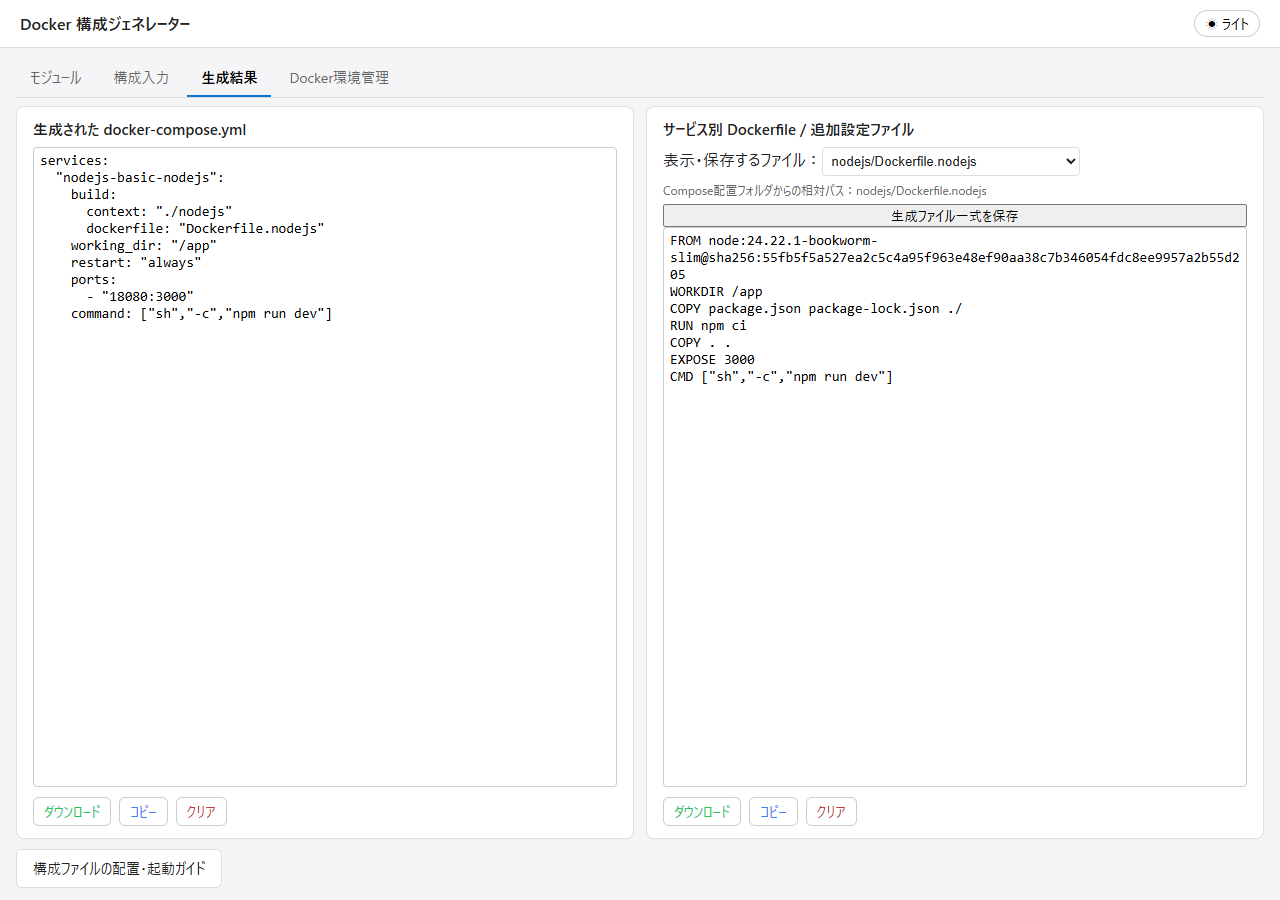 Docker 構成ジェネレーター
ライト
モジュール 構成入力 生成結果 Docker環境管理
生成された docker-compose.yml
services:
  "nodejs-basic-nodejs":
    build:
      context: "./nodejs"
      dockerfile: "Dockerfile.nodejs"
    working_dir: "/app"
    restart: "always"
    ports:
      - "18080:3000"
    command: ["sh","-c","npm run dev"]
ダウンロード コピー クリア
サービス別 Dockerfile / 追加設定ファイル
表示・保存するファイル： nodejs/Dockerfile.nodejs
Compose配置フォルダからの相対パス：nodejs/Dockerfile.nodejs
生成ファイル一式を保存
FROM node:24.22.1-bookworm-
slim@sha256:55fb5f5a527ea2c5c4a95f963e48ef90aa38c7b346054fdc8ee9957a2b55d2
05
WORKDIR /app
COPY package.json package-lock.json ./
RUN npm ci
COPY . .
EXPOSE 3000
CMD ["sh","-c","npm run dev"]
ダウンロード コピー クリア
構成ファイルの配置・起動ガイド